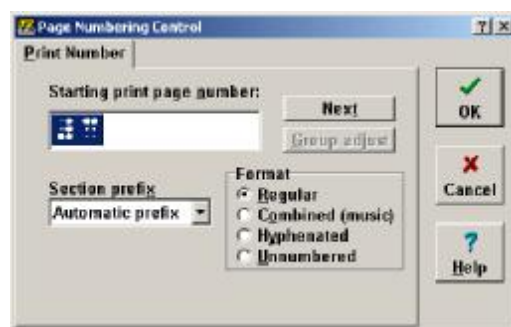 Page Numbering Control
Print Number
Starting print page number:
Next
Group adjust
OK
Section prefix
Automatic prefix
Format
Regular
Combined (music)
Hyphenated
Unnumbered
Cancel
Help